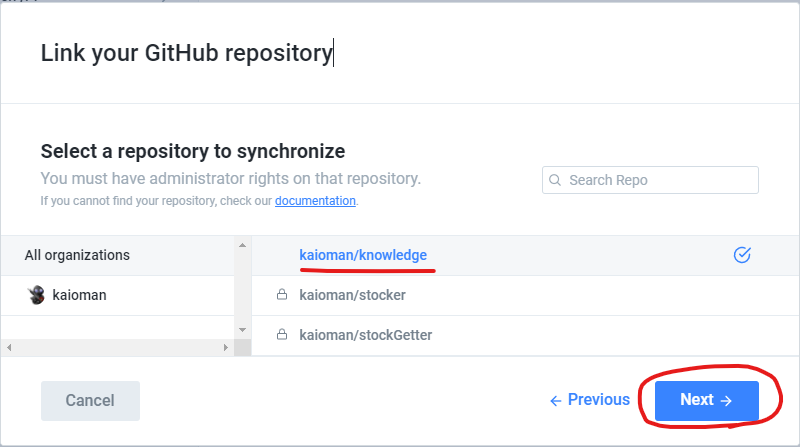 Link your GitHub repository
Select a repository to synchronize
You must have administrator rights on that repository.
If you cannot find your repository, check our documentation.
Search Repo
All organizations
kaioman
kaioman/knowledge
kaioman/stocker
kaioman/stockGetter
Cancel
← Previous
Next →